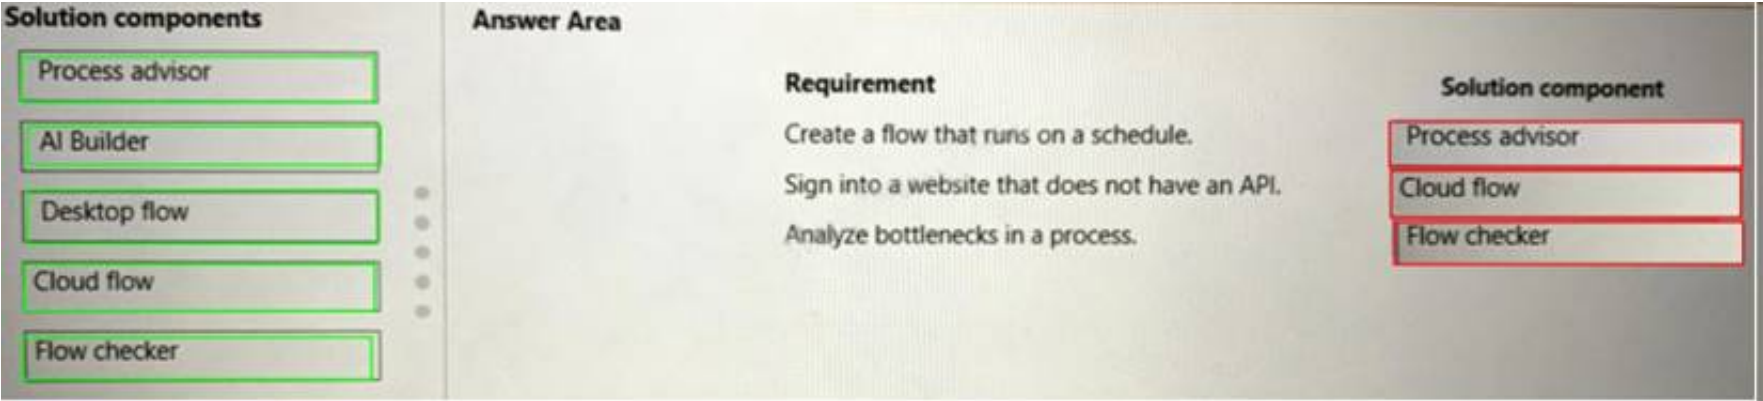 Solution components
Process advisor
AI Builder
Desktop flow
Cloud flow
Flow checker
Answer Area
Requirement
Create a flow that runs on a schedule.
Sign into a website that does not have an API.
Analyze bottlenecks in a process.
Solution component
Process advisor
Cloud flow
Flow checker